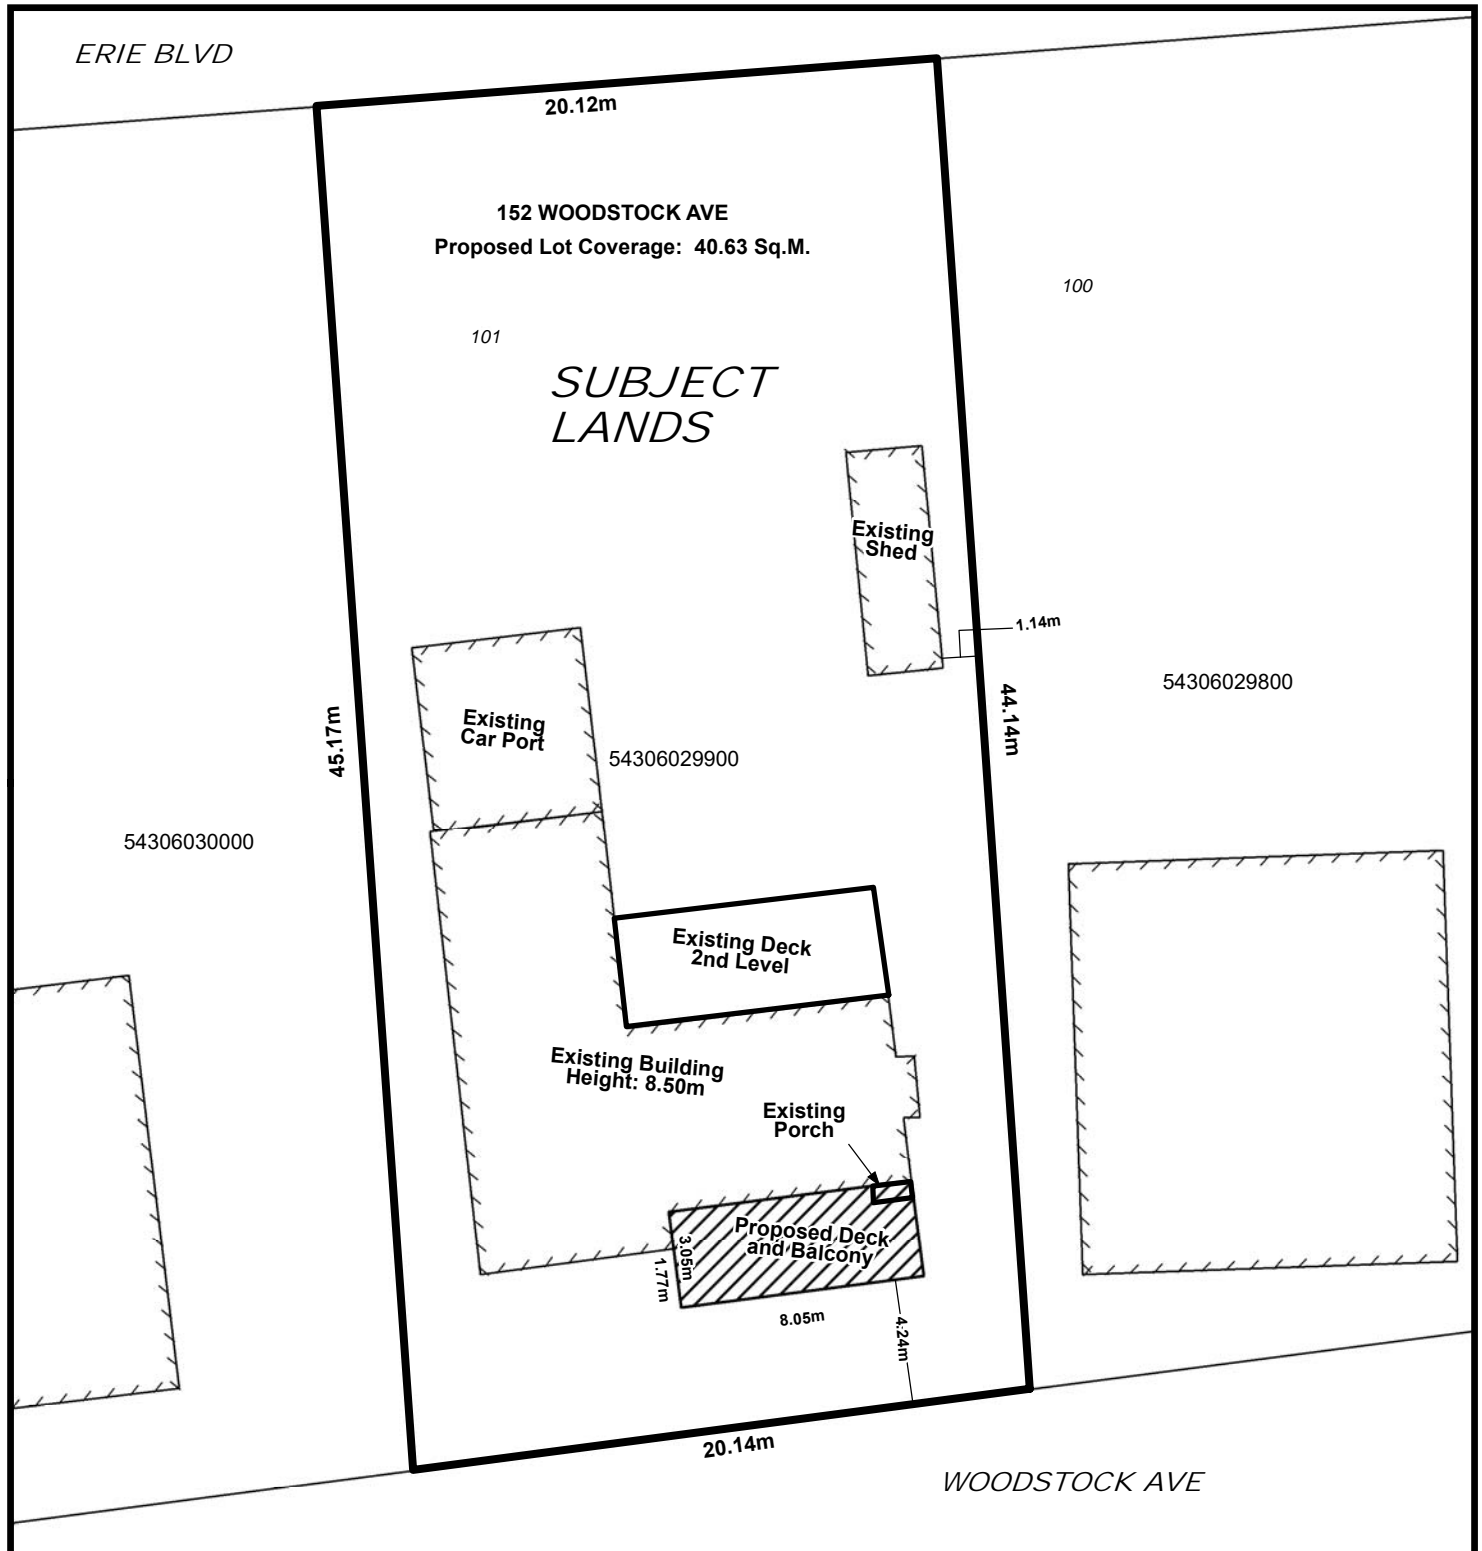 ERIE BLVD
20.12m
152 WOODSTOCK AVE
Proposed Lot Coverage: 40.63 Sq.M.
100
101
SUBJECT
LANDS
Existing
Shed
1.14m
54306029800
44.14m
45.17m
Existing
Car Port
54306029900
54306030000
Existing Deck
2nd Level
Existing Building
Height: 8.50m
Existing
Porch
Proposed Deck
and Balcony
3.05m
1.77m
8.05m
4.24m
20.14m
WOODSTOCK AVE